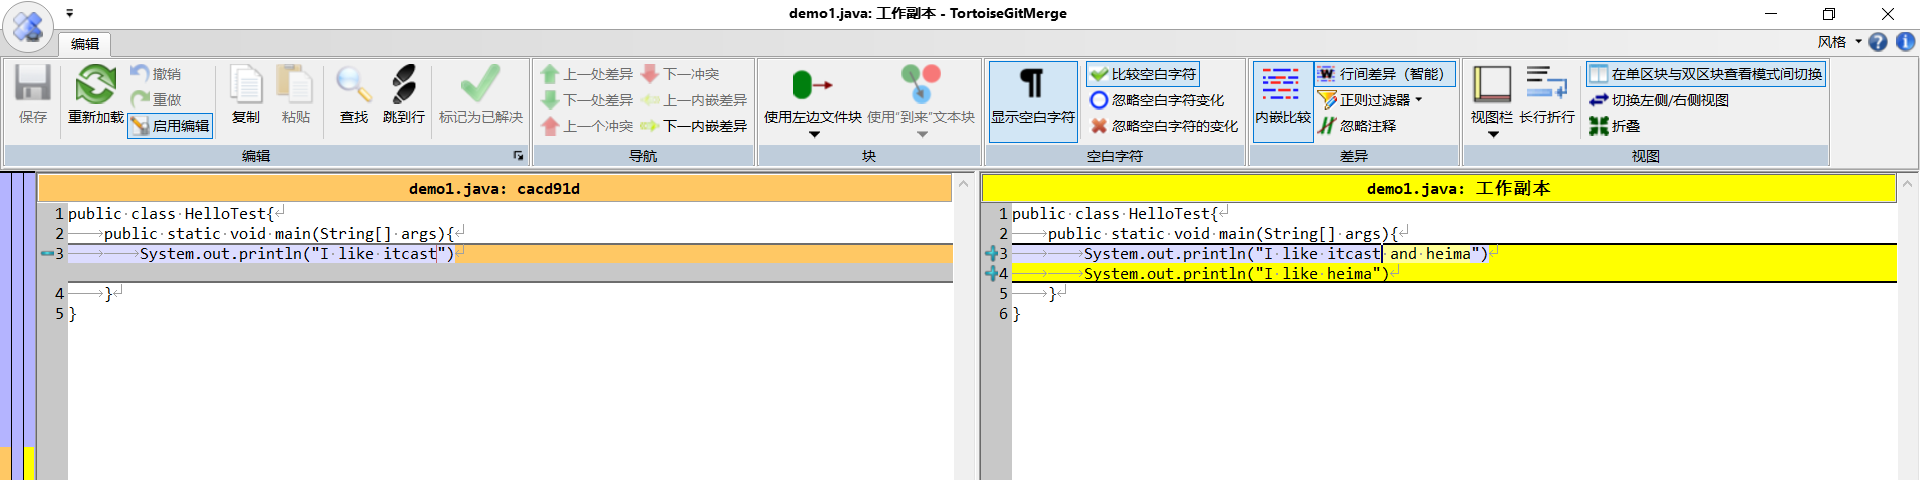 demo1.java: 工作副本 - TortoiseGitMerge
编辑
风格
保存
重新加载
撤销
重做
启用编辑
复制
粘贴
查找
跳到行
标记为已解决
编辑
上一处差异
下一处差异
上一个冲突
下一冲突
上一内嵌差异
下一内嵌差异
导航
使用左边文件块
使用“到来”文本块
块
显示空白字符
比较空白字符
忽略空白字符变化
忽略空白字符的变化
空白字符
内嵌比较
行间差异（智能）
正则过滤器
忽略注释
差异
视图栏
长行折行
在单区块与双区块查看模式间切换
切换左侧/右侧视图
折叠
视图
demo1.java: cacd91d
1 public class HelloTest{
2 public static void main(String[] args){
3 System.out.println("I like itcast")
4 }
5 }
demo1.java: 工作副本
1 public class HelloTest{
2 public static void main(String[] args){
3 System.out.println("I like itcast and heima")
4 System.out.println("I like heima")
5 }
6 }